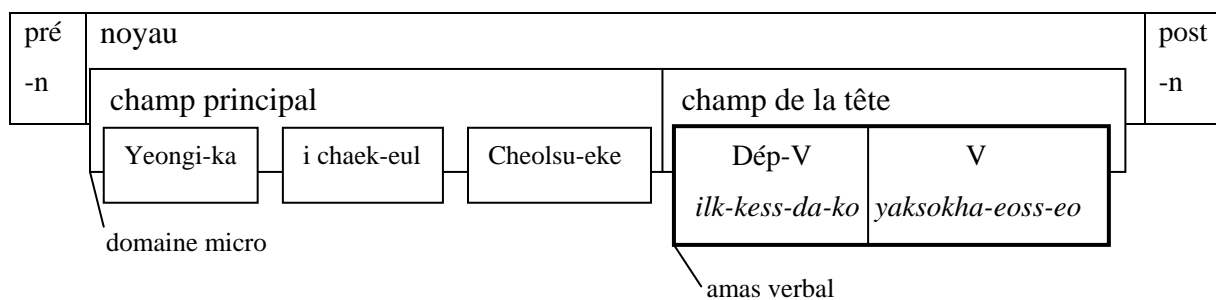 pré noyau post
-n -n
champ principal champ de la tête
Yeongi-ka i chaek-eul Cheolsu-eke Dép-V V
ilk-kess-da-ko yaksokha-eoss-eo
domaine micro
amas verbal